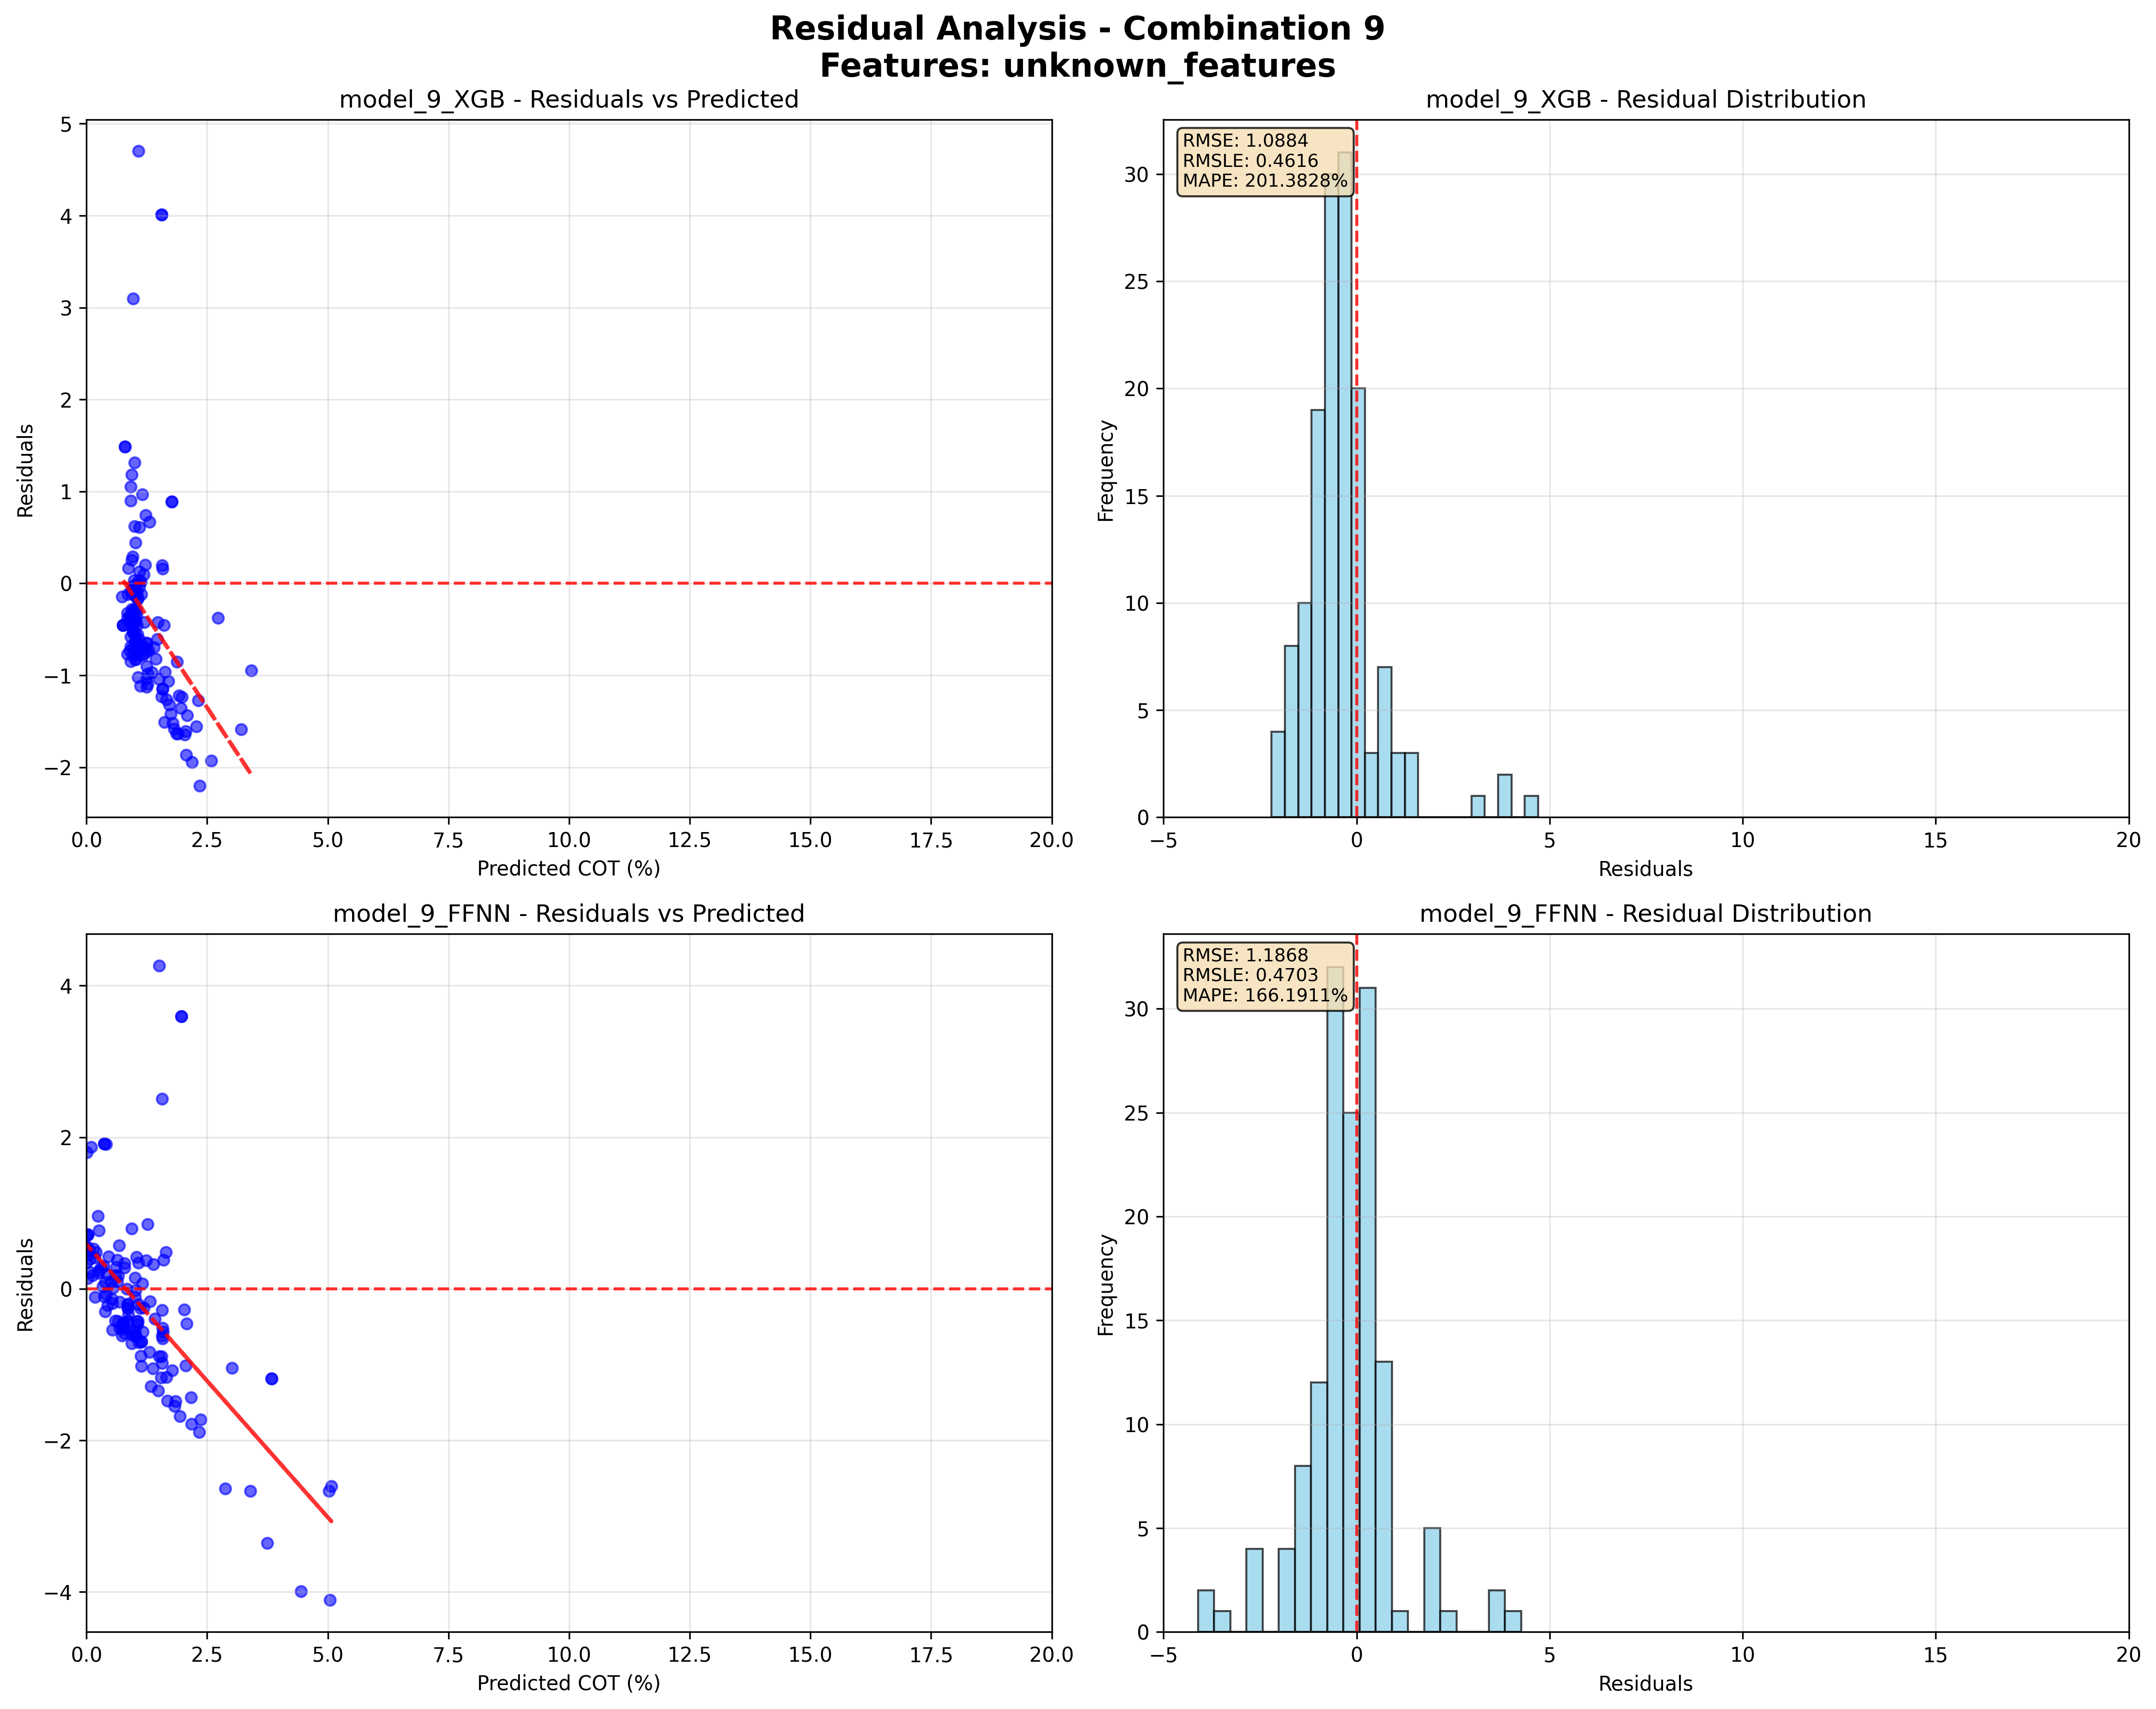 Residual Analysis - Combination 9
Features: unknown_features
model_9_XGB - Residuals vs Predicted
5
4
3
2
1
0
−1
−2
Residuals
0.0 2.5 5.0 7.5 10.0 12.5 15.0 17.5 20.0
Predicted COT (%)
model_9_XGB - Residual Distribution
RMSE: 1.0884
RMSLE: 0.4616
MAPE: 201.3828%
30
25
20
15
10
5
0
Frequency
−5 0 5 10 15 20
Residuals
model_9_FFNN - Residuals vs Predicted
4
2
0
−2
−4
Residuals
0.0 2.5 5.0 7.5 10.0 12.5 15.0 17.5 20.0
Predicted COT (%)
model_9_FFNN - Residual Distribution
RMSE: 1.1868
RMSLE: 0.4703
MAPE: 166.1911%
30
25
20
15
10
5
0
Frequency
−5 0 5 10 15 20
Residuals